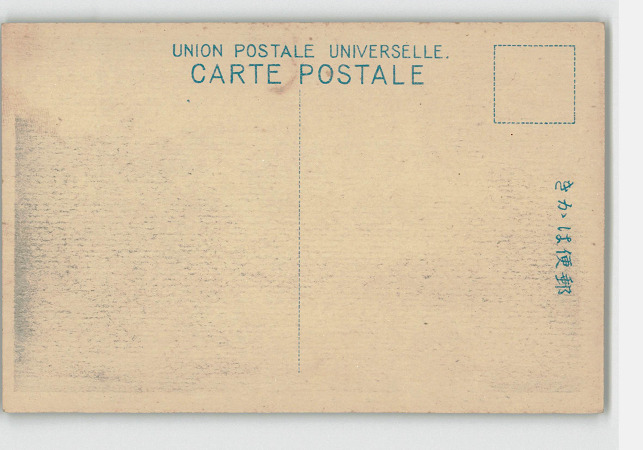 UNION POSTALE UNIVERSELLE.
CARTE POSTALE
きかは便郵